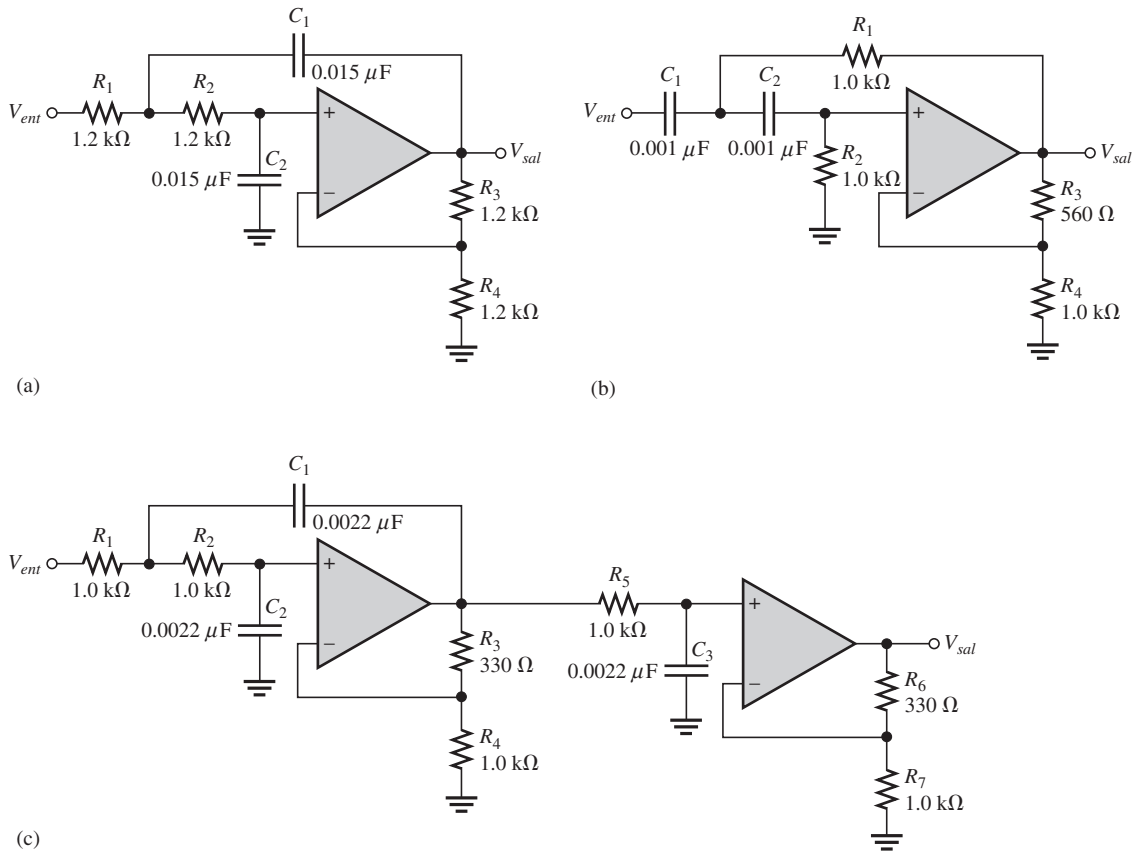 C1
0.015 μF
R1
1.2 kΩ
R2
1.2 kΩ
Vent
C2
0.015 μF
+
−
Vsal
R3
1.2 kΩ
R4
1.2 kΩ
(a)
R1
1.0 kΩ
C1
0.001 μF
C2
0.001 μF
Vent
R2
1.0 kΩ
+
−
Vsal
R3
560 Ω
R4
1.0 kΩ
(b)
C1
0.0022 μF
R1
1.0 kΩ
R2
1.0 kΩ
Vent
C2
0.0022 μF
+
−
R3
330 Ω
R4
1.0 kΩ
R5
1.0 kΩ
C3
0.0022 μF
+
−
Vsal
R6
330 Ω
R7
1.0 kΩ
(c)